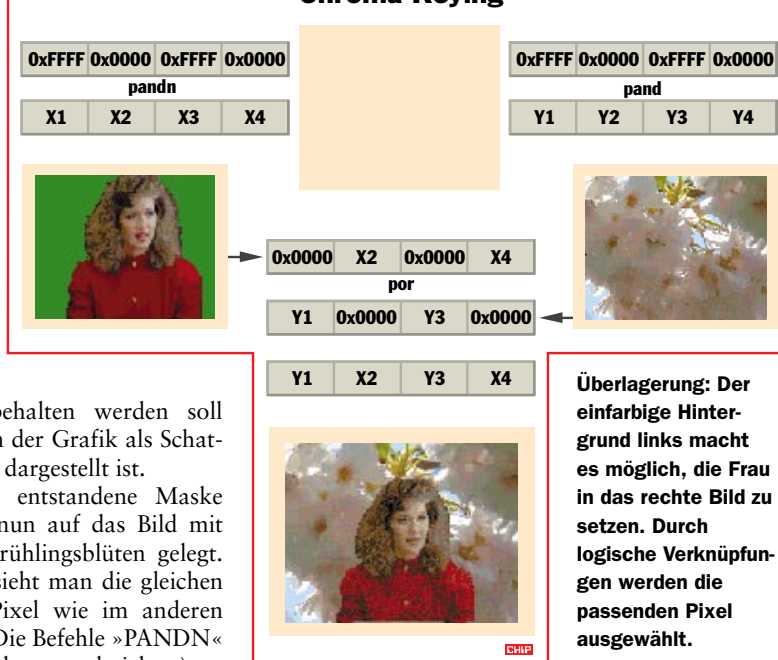 Chroma Keying
0xFFFF 0x0000 0xFFFF 0x0000
pandn
X1 X2 X3 X4
0xFFFF 0x0000 0xFFFF 0x0000
pand
Y1 Y2 Y3 Y4
0x0000 X2 0x0000 X4
por
Y1 0x0000 Y3 0x0000
Y1 X2 Y3 X4
CHIP
ehalten werden soll
der Grafik als Schat-
dargestellt ist.
entstandene Maske
nun auf das Bild mit
rühlingsblüten gelegt.
sieht man die gleichen
ixel wie im anderen
Die Befehle »PANDN«
Überlagerung: Der
einfarbige Hinter-
grund links macht
es möglich, die Frau
in das rechte Bild zu
setzen. Durch
logische Verknüpfun-
gen werden die
passenden Pixel
ausgewählt.